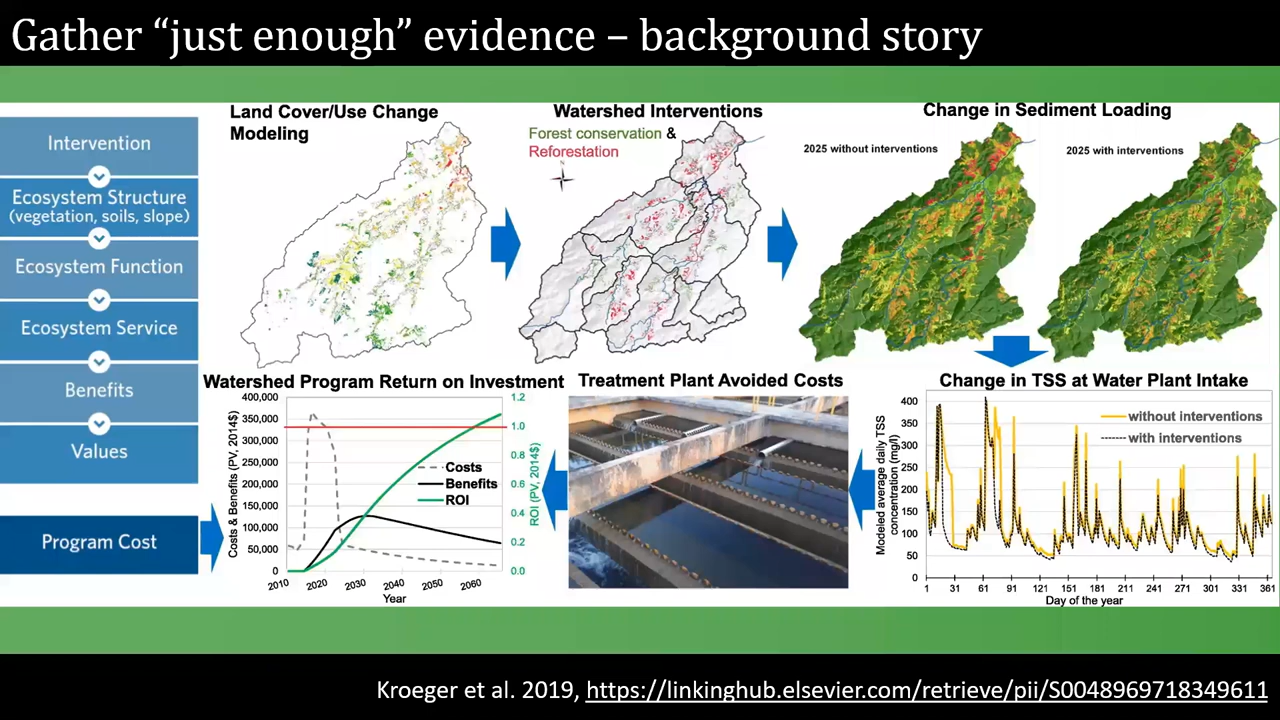 Gather “just enough” evidence – background story
Intervention
Ecosystem Structure
(vegetation, soils, slope)
Ecosystem Function
Ecosystem Service
Benefits
Values
Program Cost
Land Cover/Use Change
Modeling
Watershed Interventions
Forest conservation &
Reforestation
N
Change in Sediment Loading
2025 without interventions
2025 with interventions
Watershed Program Return on Investment
Costs & Benefits (PV, 2014$)
400,000
350,000
300,000
250,000
200,000
150,000
100,000
50,000
0
1.2
1.0
0.8
0.6
0.4
0.2
0.0
ROI (PV, 2014$)
Costs
Benefits
ROI
2010
2020
2030
2040
2050
2060
Year
Treatment Plant Avoided Costs
Change in TSS at Water Plant Intake
Modeled average daily TSS
concentration (mg/l)
400
350
300
250
200
150
100
50
0
without interventions
with interventions
1
31
61
91
121
151
181
211
241
271
301
331
361
Day of the year
Kroeger et al. 2019, https://linkinghub.elsevier.com/retrieve/pii/S0048969718349611